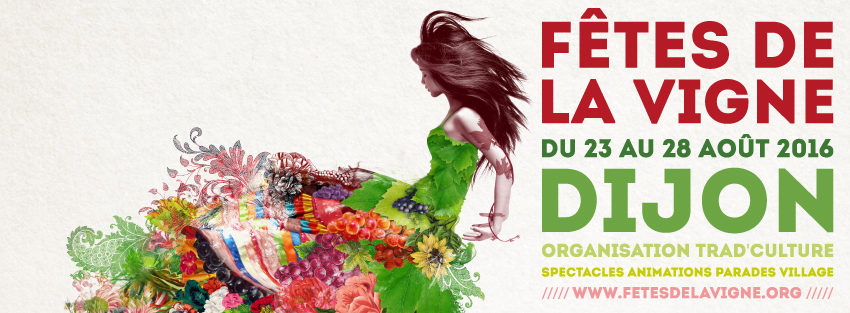 FÊTES DE
LA VIGNE
DU 23 AU 28 AOÛT 2016
DIJON
ORGANISATION TRAD'CULTURE
SPECTACLES ANIMATIONS PARADES VILLAGE
///// WWW.FETESDELAVIGNE.ORG /////